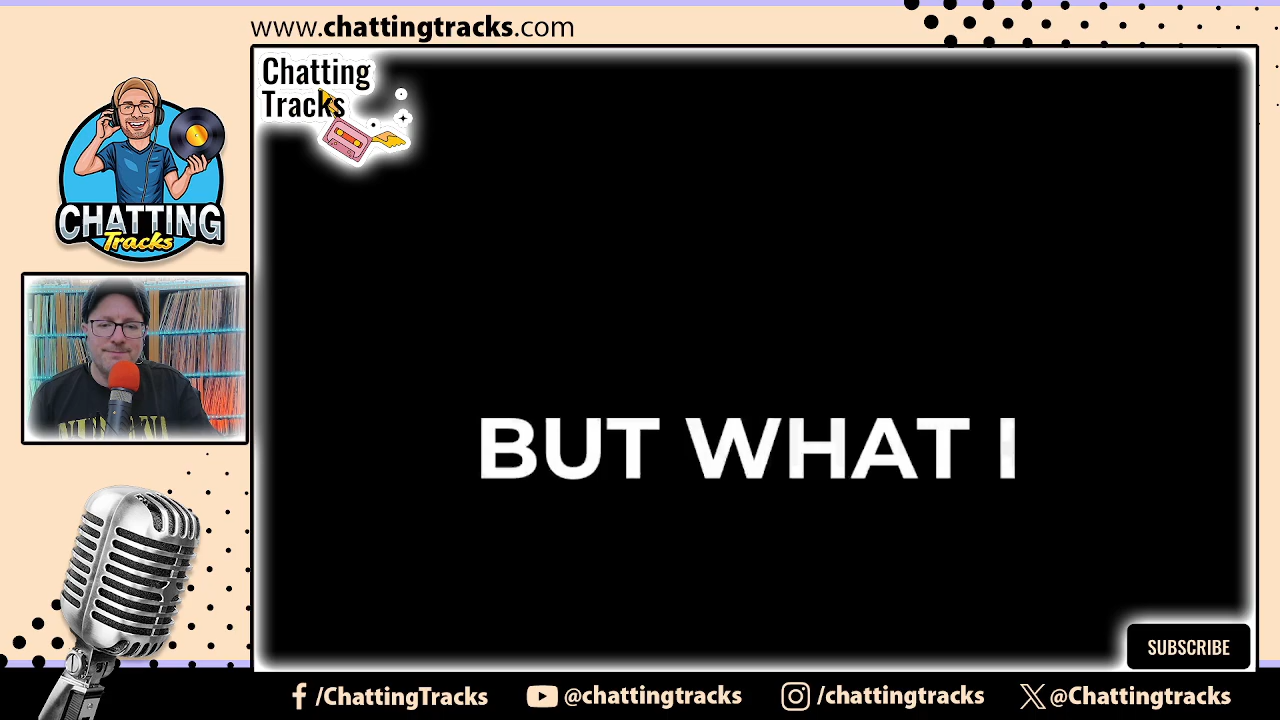 www.chattingtracks.com
Chatting
Tracks
CHATTING
Tracks
BUT WHAT I
SUBSCRIBE
/ChattingTracks
@chattingtracks
/chattingtracks
@Chattingtracks